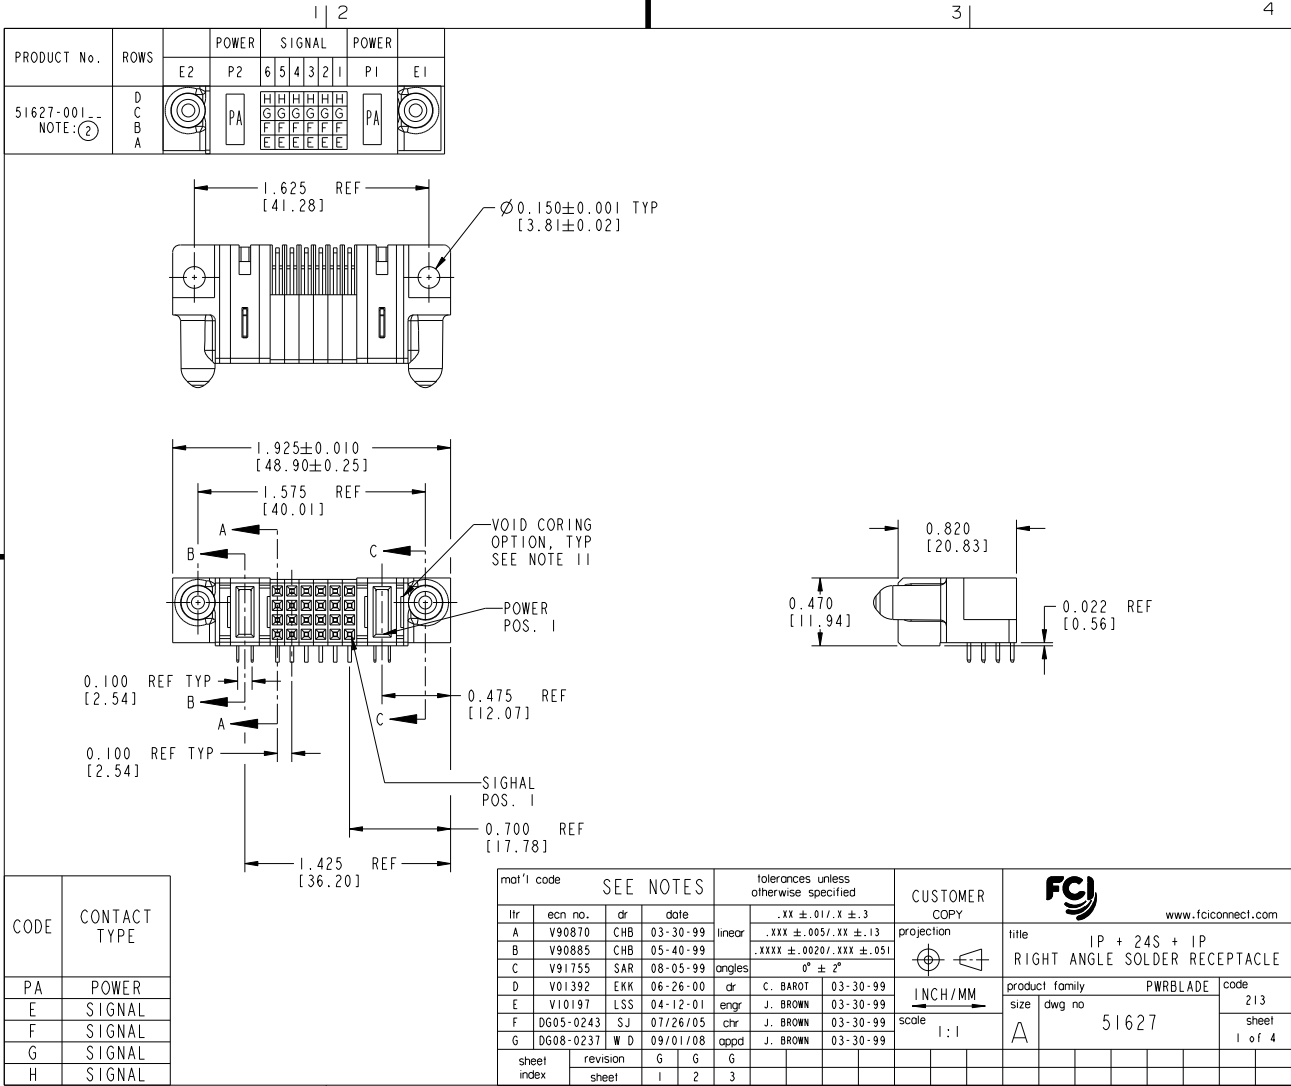 1 2 3 4
PRODUCT No. ROWS POWER SIGNAL POWER
E2 P2 6 5 4 3 2 1 P1 E1
51627-001__
NOTE: 2
D
C
B
A
PA
H H H H H H
G G G G G G
F F F F F F
E E E E E E
PA
1.625 REF
[41.28]
Ø0.150±0.001 TYP
[3.81±0.02]
1.925±0.010
[48.90±0.25]
1.575 REF
[40.01]
A
B
C
VOID CORING
OPTION, TYP
SEE NOTE 11
POWER
POS. 1
0.100 REF TYP
[2.54]
B
A
C
0.475 REF
[12.07]
0.100 REF TYP
[2.54]
SIGHAL
POS. 1
0.700 REF
[17.78]
1.425 REF
[36.20]
0.820
[20.83]
0.470
[11.94]
0.022 REF
[0.56]
CODE CONTACT
TYPE
PA POWER
E SIGNAL
F SIGNAL
G SIGNAL
H SIGNAL
mat'l code SEE NOTES
ltr ecn no. dr date
A V90870 CHB 03-30-99
B V90885 CHB 05-40-99
C V91755 SAR 08-05-99
D V01392 EKK 06-26-00
E V10197 LSS 04-12-01
F DG05-0243 SJ 07/26/05
G DG08-0237 W D 09/01/08
sheet
index
revision G G G
sheet 1 2 3
tolerances unless
otherwise specified
linear
.XX ±.01/.X ±.3
.XXX ±.005/.XX ±.13
.XXXX ±.0020/.XXX ±.051
angles 0° ± 2°
dr C. BAROT 03-30-99
engr J. BROWN 03-30-99
chr J. BROWN 03-30-99
appd J. BROWN 03-30-99
CUSTOMER
COPY
projection
INCH/MM
scale 1:1
FCI
www.fciconnect.com
title
1P + 24S + 1P
RIGHT ANGLE SOLDER RECEPTACLE
product family PWRBLADE
code
213
size
A
dwg no
51627
sheet
1 of 4